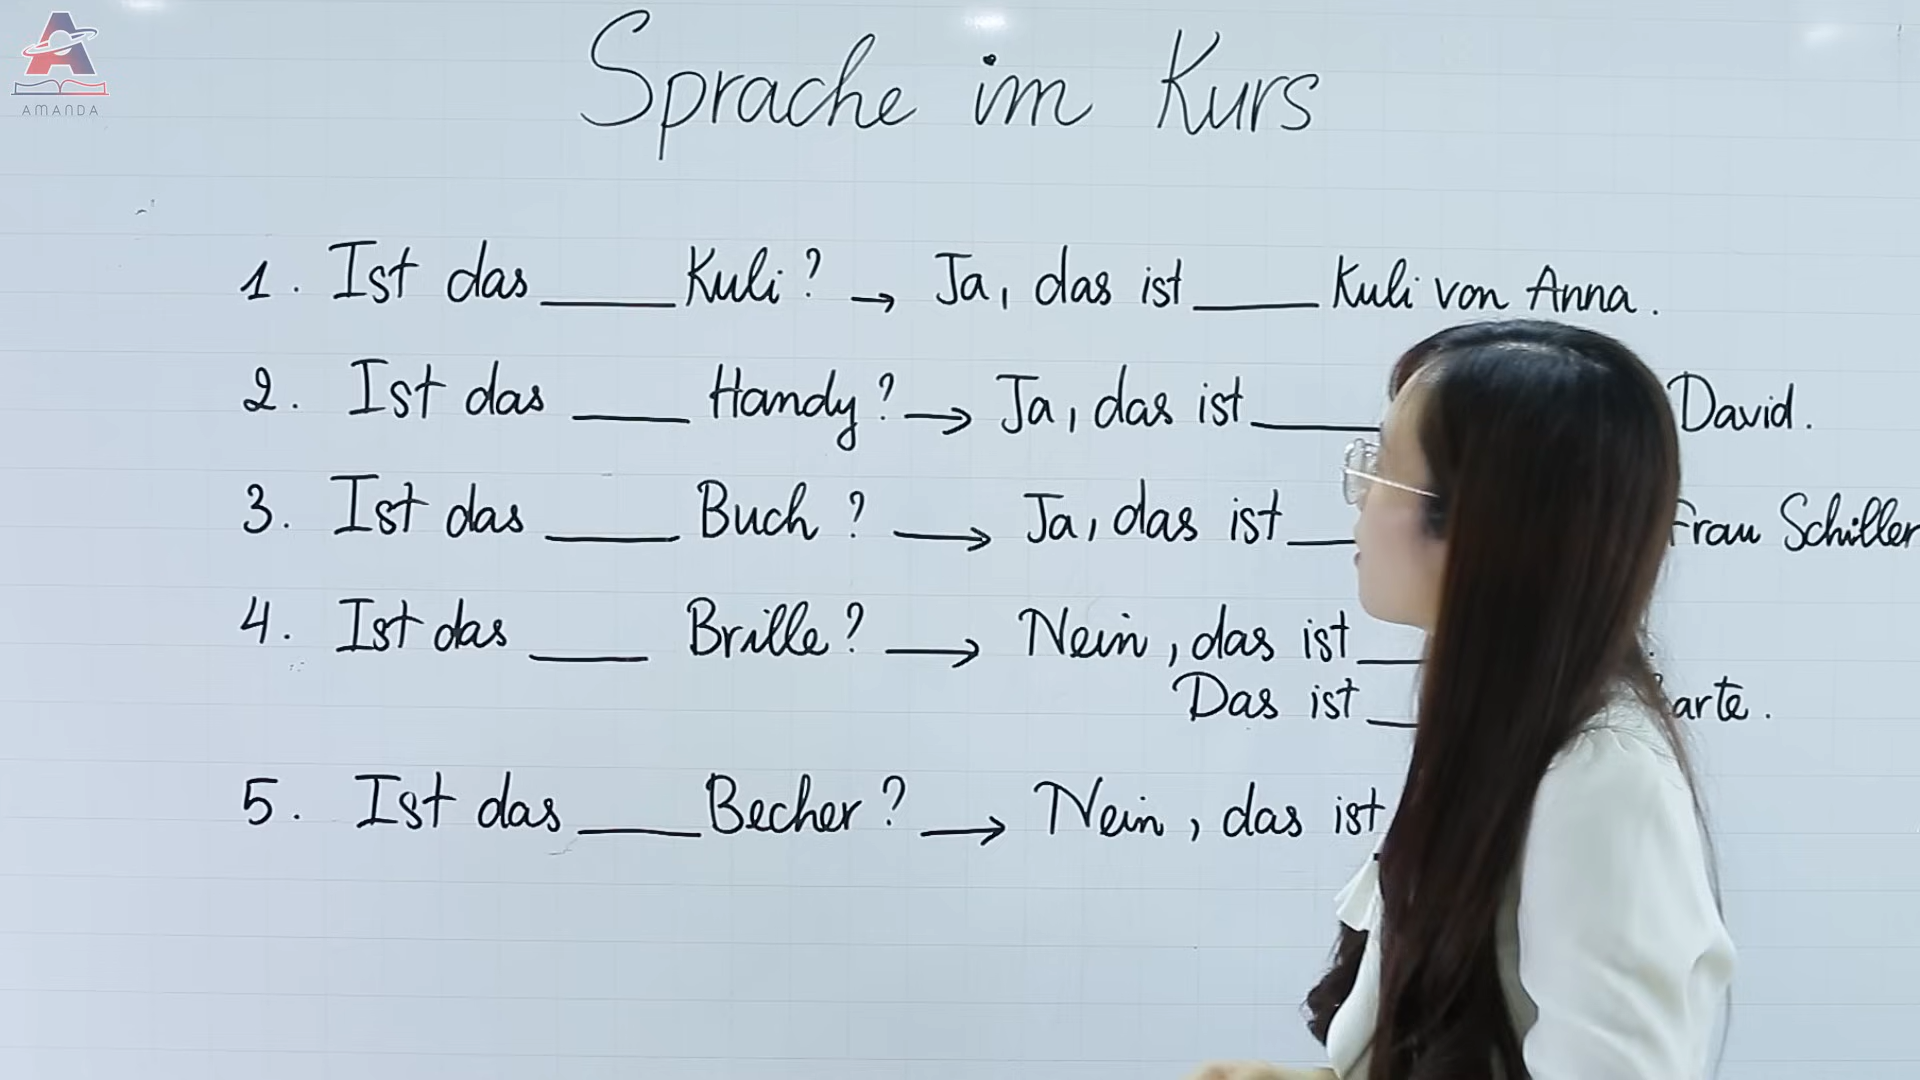 AMANDA
Sprache im Kurs
1. Ist das ____ Kuli? → Ja, das ist ____ Kuli von Anna.
2. Ist das ____ Handy? → Ja, das ist ____ David.
3. Ist das ____ Buch? → Ja, das ist ____ Frau Schiller
4. Ist das ____ Brille? → Nein, das ist ____
Das ist ____ arte.
5. Ist das ____ Becher? → Nein, das ist